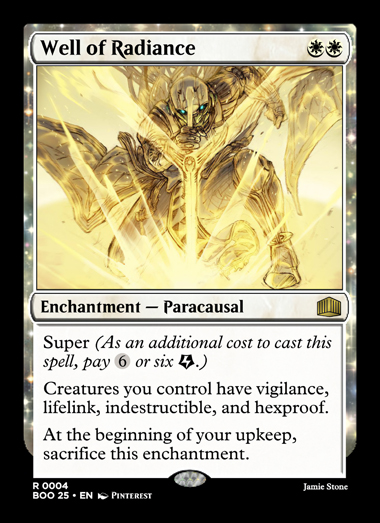 Well of Radiance
Enchantment — Paracausal
Super (As an additional cost to cast this
spell, pay 6 or six .)
Creatures you control have vigilance,
lifelink, indestructible, and hexproof.
At the beginning of your upkeep,
sacrifice this enchantment.
R 0004
BOO 25 • EN Pinterest
Jamie Stone